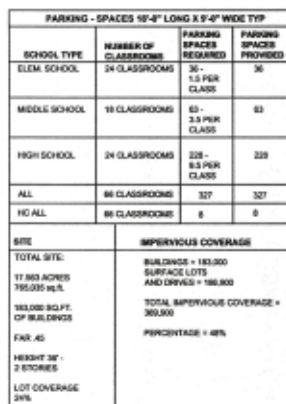 PARKING - SPACES 18'-0" LONG X 9'-0" WIDE TYP
SCHOOL TYPE NUMBER OF CLASSROOMS PARKING SPACES REQUIRED PARKING SPACES PROVIDED
ELEM. SCHOOL 24 CLASSROOMS 36 - 1.5 PER CLASS 36
MIDDLE SCHOOL 18 CLASSROOMS 63 - 3.5 PER CLASS 63
HIGH SCHOOL 24 CLASSROOMS 228 - 9.5 PER CLASS 228
ALL 66 CLASSROOMS 327 327
HC ALL 66 CLASSROOMS 8 8
SITE
TOTAL SITE:
17.563 ACRES
765,035 sq.ft.
183,000 SQ.FT.
OF BUILDINGS
FAR .45
HEIGHT 36' -
2 STORIES
LOT COVERAGE
24%
IMPERVIOUS COVERAGE
BUILDINGS = 183,000
SURFACE LOTS
AND DRIVES = 186,900
TOTAL IMPERVIOUS COVERAGE =
369,900
PERCENTAGE = 48%